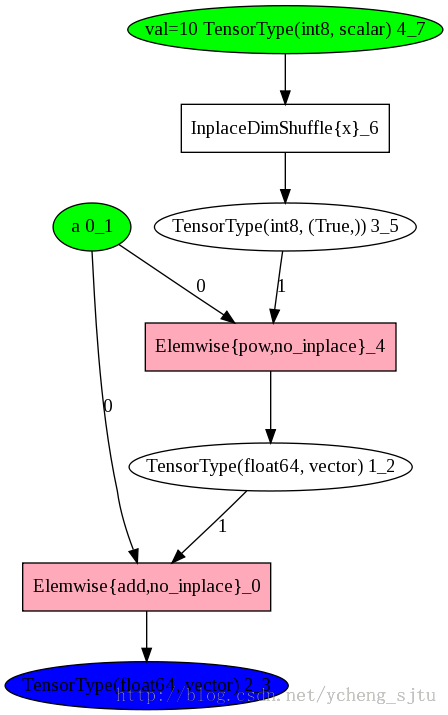 val=10 TensorType(int8, scalar) 4_7
InplaceDimShuffle{x}_6
a 0_1
TensorType(int8, (True,)) 3_5
0
1
Elemwise{pow,no_inplace}_4
0
TensorType(float64, vector) 1_2
1
Elemwise{add,no_inplace}_0
TensorType(float64, vector) 2_3
http://blog.csdn.net/ycheng_sjtu